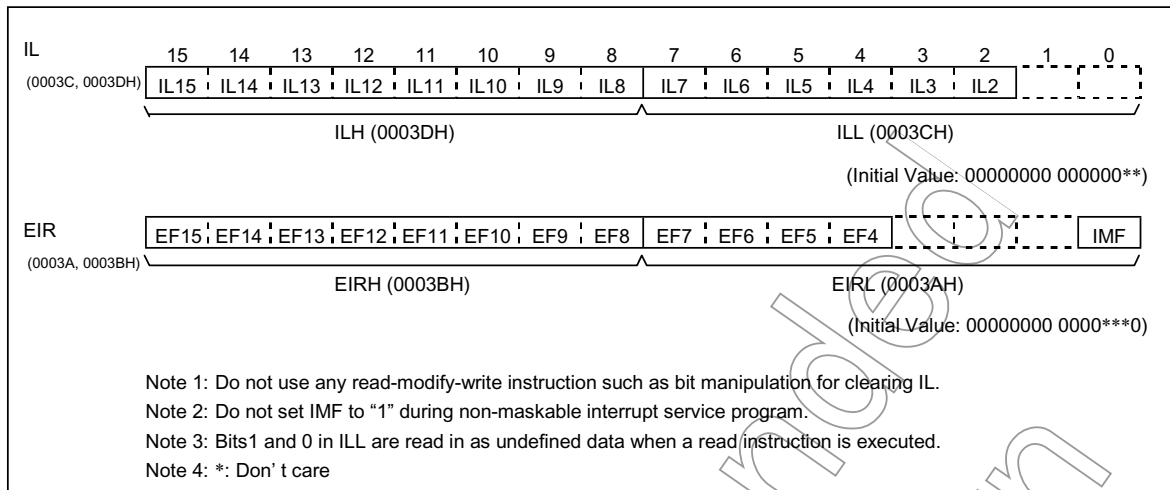 IL
15 14 13 12 11 10 9 8 7 6 5 4 3 2 1 0
(0003C, 0003DH)
IL15 IL14 IL13 IL12 IL11 IL10 IL9 IL8 IL7 IL6 IL5 IL4 IL3 IL2
ILH (0003DH) ILL (0003CH)
(Initial Value: 00000000 000000**)
EIR
EF15 EF14 EF13 EF12 EF11 EF10 EF9 EF8 EF7 EF6 EF5 EF4 IMF
(0003A, 0003BH)
EIRH (0003BH) EIRL (0003AH)
(Initial Value: 00000000 0000***0)
Note 1: Do not use any read-modify-write instruction such as bit manipulation for clearing IL.
Note 2: Do not set IMF to “1” during non-maskable interrupt service program.
Note 3: Bits1 and 0 in ILL are read in as undefined data when a read instruction is executed.
Note 4: *: Don’ t care